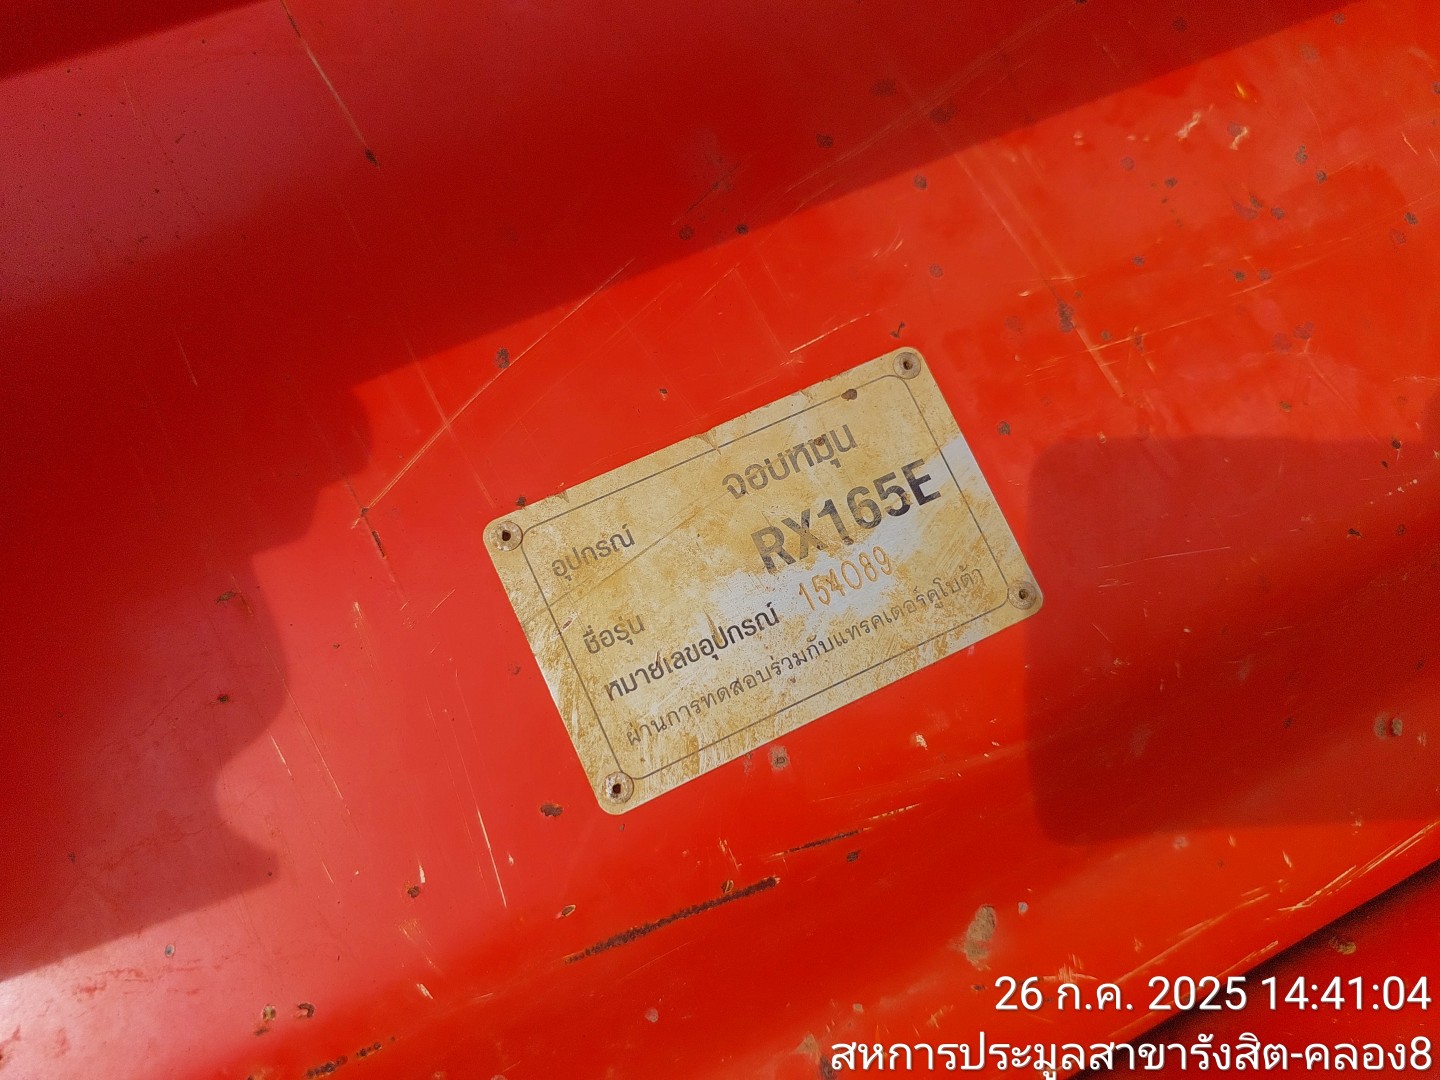 อุปกรณ์ จอบหมุน
ชื่อรุ่น RX165E
หมายเลขอุปกรณ์ 154089
ผ่านการทดสอบร่วมกับแทรคเตอร์คูโบต้า
26 ก.ค. 2025 14:41:04
สหการประมูลสาขารังสิต-คลอง8